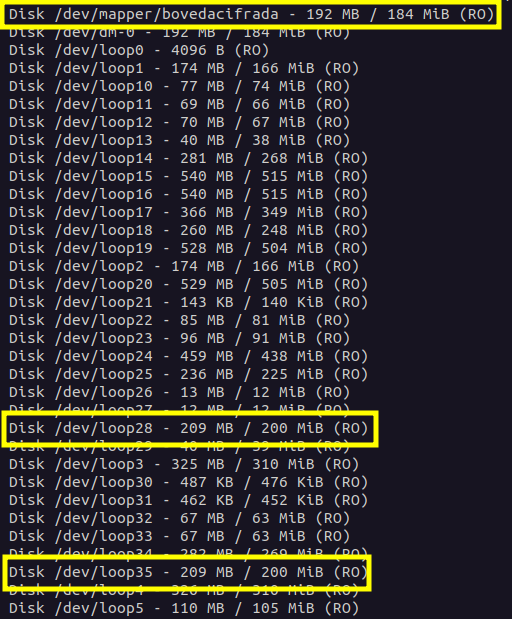 Disk /dev/mapper/bovedacifrada - 192 MB / 184 MiB (RO)
Disk /dev/dm-0 - 192 MB / 184 MiB (RO)
Disk /dev/loop0 - 4096 B (RO)
Disk /dev/loop1 - 174 MB / 166 MiB (RO)
Disk /dev/loop10 - 77 MB / 74 MiB (RO)
Disk /dev/loop11 - 69 MB / 66 MiB (RO)
Disk /dev/loop12 - 70 MB / 67 MiB (RO)
Disk /dev/loop13 - 40 MB / 38 MiB (RO)
Disk /dev/loop14 - 281 MB / 268 MiB (RO)
Disk /dev/loop15 - 540 MB / 515 MiB (RO)
Disk /dev/loop16 - 540 MB / 515 MiB (RO)
Disk /dev/loop17 - 366 MB / 349 MiB (RO)
Disk /dev/loop18 - 260 MB / 248 MiB (RO)
Disk /dev/loop19 - 528 MB / 504 MiB (RO)
Disk /dev/loop2 - 174 MB / 166 MiB (RO)
Disk /dev/loop20 - 529 MB / 505 MiB (RO)
Disk /dev/loop21 - 143 KB / 140 KiB (RO)
Disk /dev/loop22 - 85 MB / 81 MiB (RO)
Disk /dev/loop23 - 96 MB / 91 MiB (RO)
Disk /dev/loop24 - 459 MB / 438 MiB (RO)
Disk /dev/loop25 - 236 MB / 225 MiB (RO)
Disk /dev/loop26 - 13 MB / 12 MiB (RO)
Disk /dev/loop27 - 12 MB / 12 MiB (RO)
Disk /dev/loop28 - 209 MB / 200 MiB (RO)
Disk /dev/loop29 - 40 MB / 39 MiB (RO)
Disk /dev/loop3 - 325 MB / 310 MiB (RO)
Disk /dev/loop30 - 487 KB / 476 KiB (RO)
Disk /dev/loop31 - 462 KB / 452 KiB (RO)
Disk /dev/loop32 - 67 MB / 63 MiB (RO)
Disk /dev/loop33 - 67 MB / 63 MiB (RO)
Disk /dev/loop34 - 282 MB / 269 MiB (RO)
Disk /dev/loop35 - 209 MB / 200 MiB (RO)
Disk /dev/loop4 - 326 MB / 310 MiB (RO)
Disk /dev/loop5 - 110 MB / 105 MiB (RO)